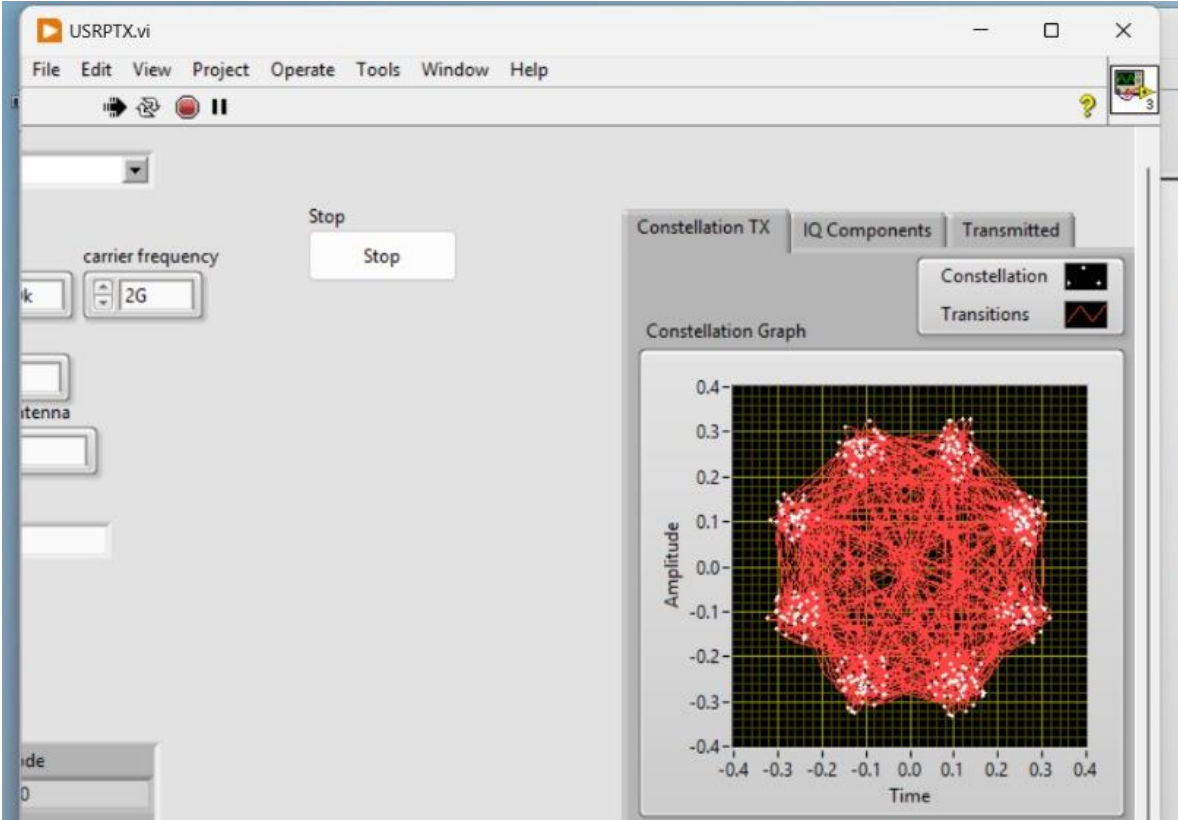 USRPTX.vi
File Edit View Project Operate Tools Window Help
3
Stop
Stop
carrier frequency
k
2G
Constellation TX
IQ Components
Transmitted
Constellation
Transitions
Constellation Graph
0.4
0.3
0.2
0.1
0.0
-0.1
-0.2
-0.3
-0.4
Amplitude
-0.4 -0.3 -0.2 -0.1 0.0 0.1 0.2 0.3 0.4
Time
tenna
de
0